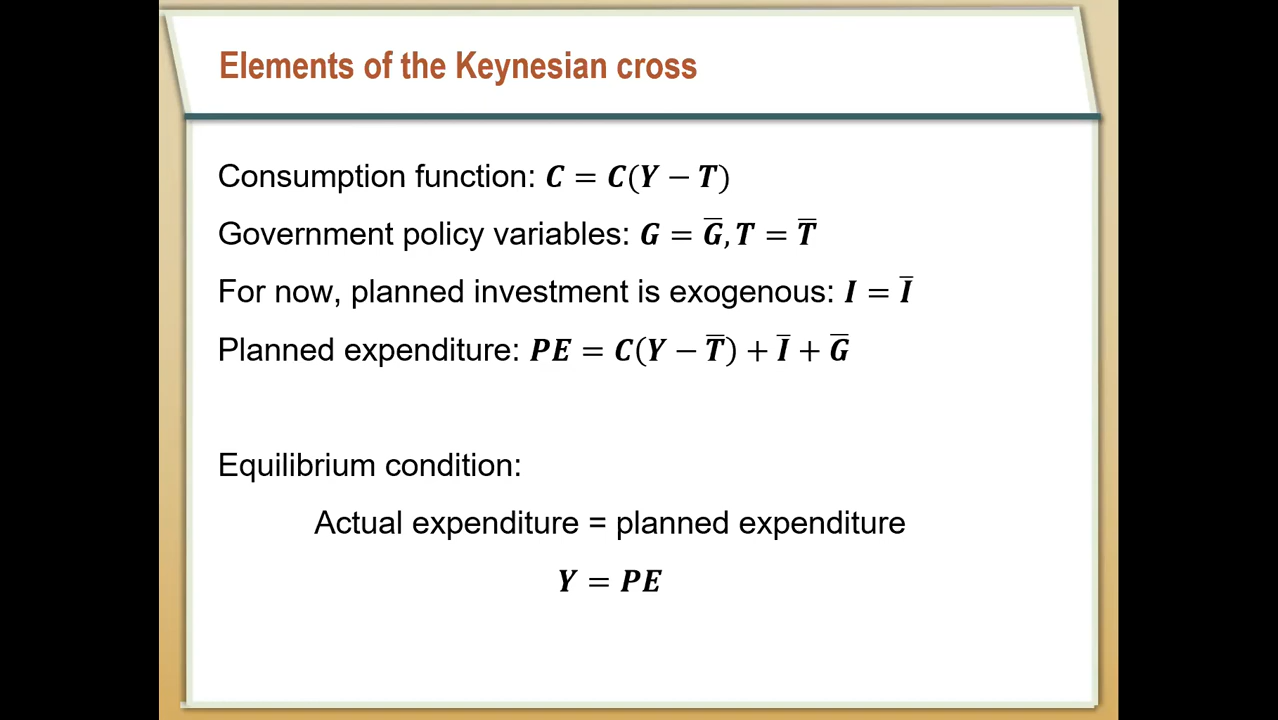 Elements of the Keynesian cross
Consumption function: C = C(Y − T)
Government policy variables: G = G̅, T = T̅
For now, planned investment is exogenous: I = I̅
Planned expenditure: PE = C(Y − T̅) + I̅ + G̅
Equilibrium condition:
Actual expenditure = planned expenditure
Y = PE